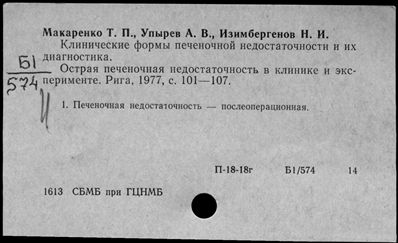 Макаренко Т. П., Упырев А. В., Изимбергенов Н. И.
Клинические формы печеночной недостаточности и их
диагностика.
Б1
574
Острая печеночная недостаточность в клинике и экс-
перименте. Рига, 1977, с. 101—107.
1. Печеночная недостаточность — послеоперационная.
П-18-18г Б1/574 14
1613 СБМБ при ГЦНМБ